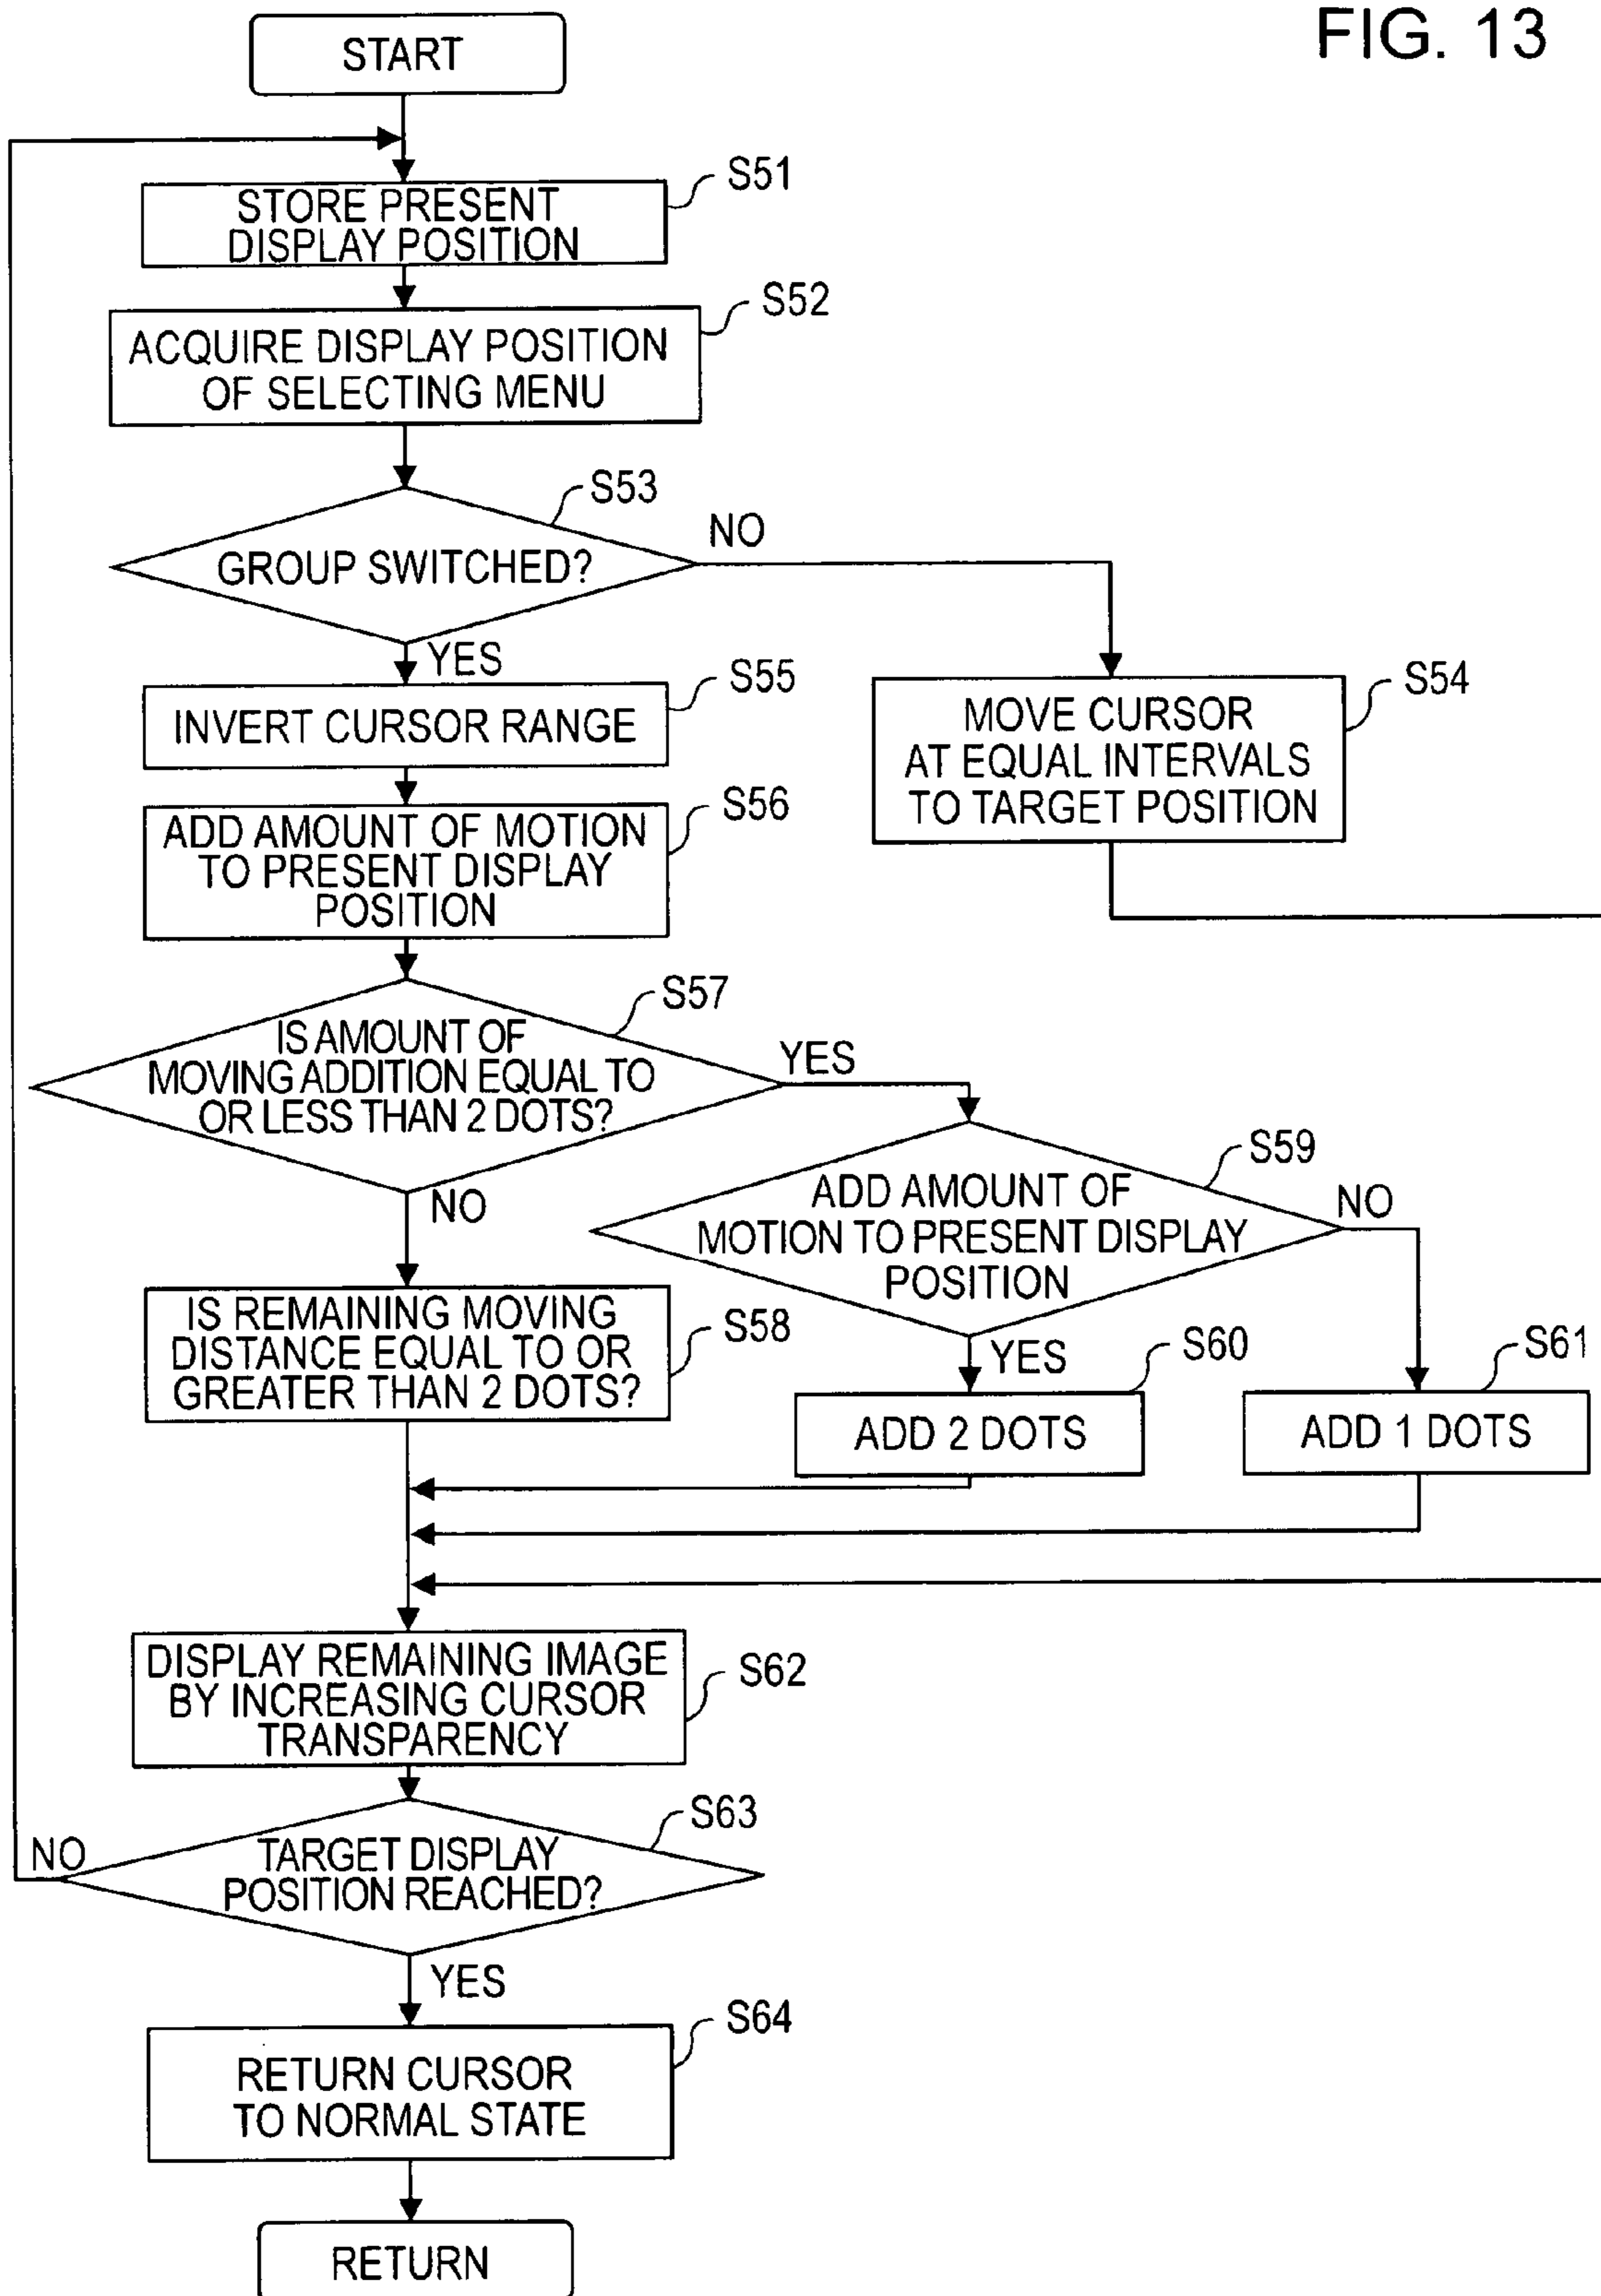 FIG. 13
START
S51
STORE PRESENT
DISPLAY POSITION
S52
ACQUIRE DISPLAY POSITION
OF SELECTING MENU
S53
GROUP SWITCHED?
NO
YES
S54
MOVE CURSOR
AT EQUAL INTERVALS
TO TARGET POSITION
S55
INVERT CURSOR RANGE
S56
ADD AMOUNT OF MOTION
TO PRESENT DISPLAY
POSITION
S57
IS AMOUNT OF
MOVING ADDITION EQUAL TO
OR LESS THAN 2 DOTS?
YES
NO
S59
ADD AMOUNT OF
MOTION TO PRESENT DISPLAY
POSITION
NO
YES
S58
IS REMAINING MOVING
DISTANCE EQUAL TO OR
GREATER THAN 2 DOTS?
S60
ADD 2 DOTS
S61
ADD 1 DOTS
S62
DISPLAY REMAINING IMAGE
BY INCREASING CURSOR
TRANSPARENCY
S63
TARGET DISPLAY
POSITION REACHED?
NO
YES
S64
RETURN CURSOR
TO NORMAL STATE
RETURN